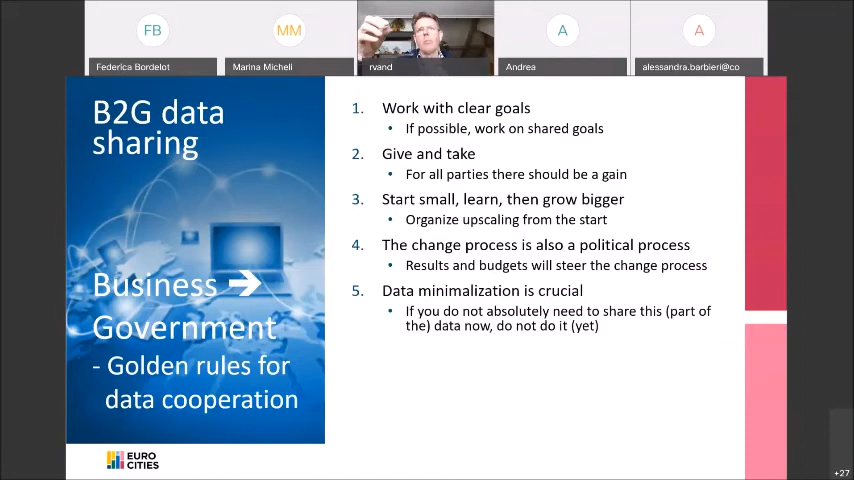 FB
MM
A
A
Federica Bordelot
Marina Micheli
rvand
Andrea
alessandra.barbieri@co
B2G data
sharing
Business →
Government
- Golden rules for
data cooperation
1. Work with clear goals
• If possible, work on shared goals
2. Give and take
• For all parties there should be a gain
3. Start small, learn, then grow bigger
• Organize upscaling from the start
4. The change process is also a political process
• Results and budgets will steer the change process
5. Data minimalization is crucial
• If you do not absolutely need to share this (part of
the) data now, do not do it (yet)
EURO
CITIES
+27